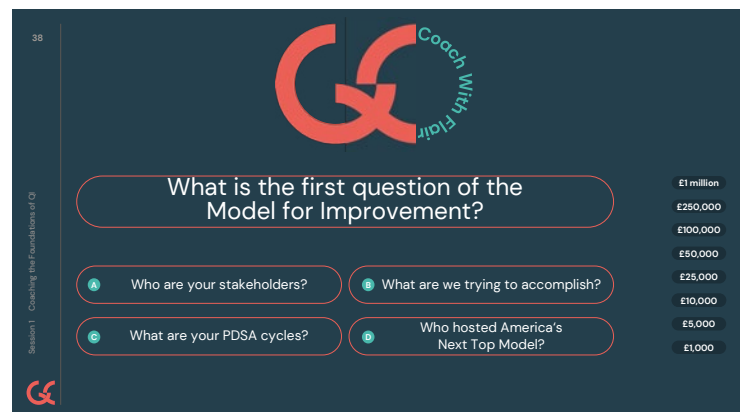 38
Coach With Flair
What is the first question of the
Model for Improvement?
A
Who are your stakeholders?
B
What are we trying to accomplish?
C
What are your PDSA cycles?
D
Who hosted America's
Next Top Model?
£1 million
£250,000
£100,000
£50,000
£25,000
£10,000
£5,000
£1,000
Session 1 Coaching the Foundations of QI